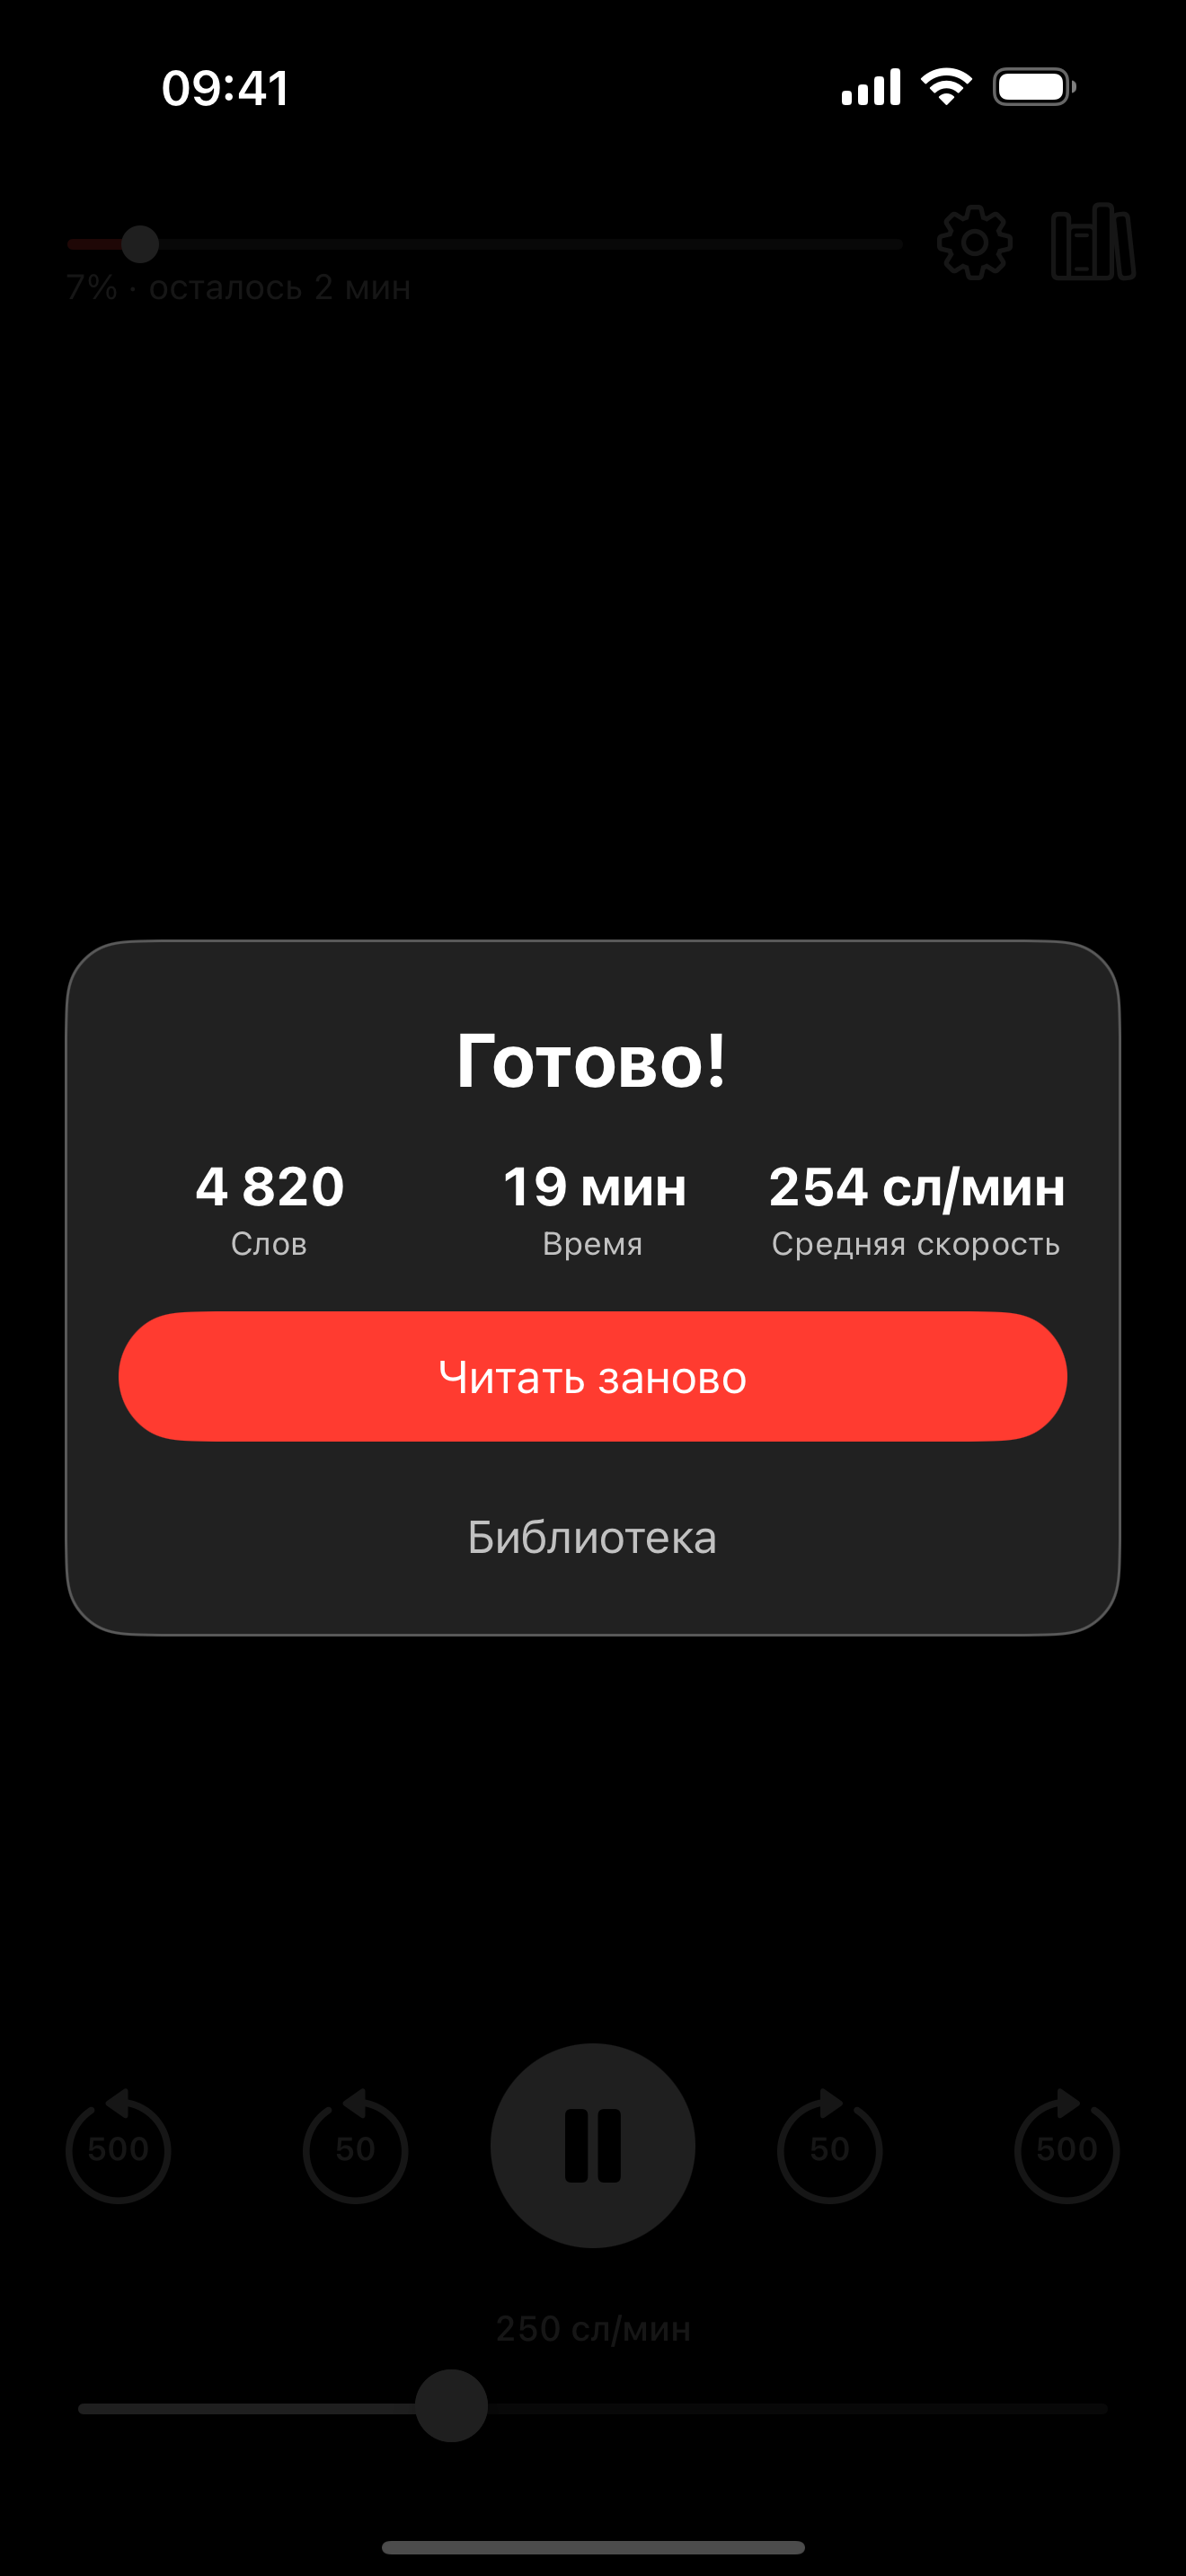 09:41
7% · осталось 2 мин
Готово!
4 820 19 мин 254 сл/мин
Слов Время Средняя скорость
Читать заново
Библиотека
500 50 50 500
250 сл/мин